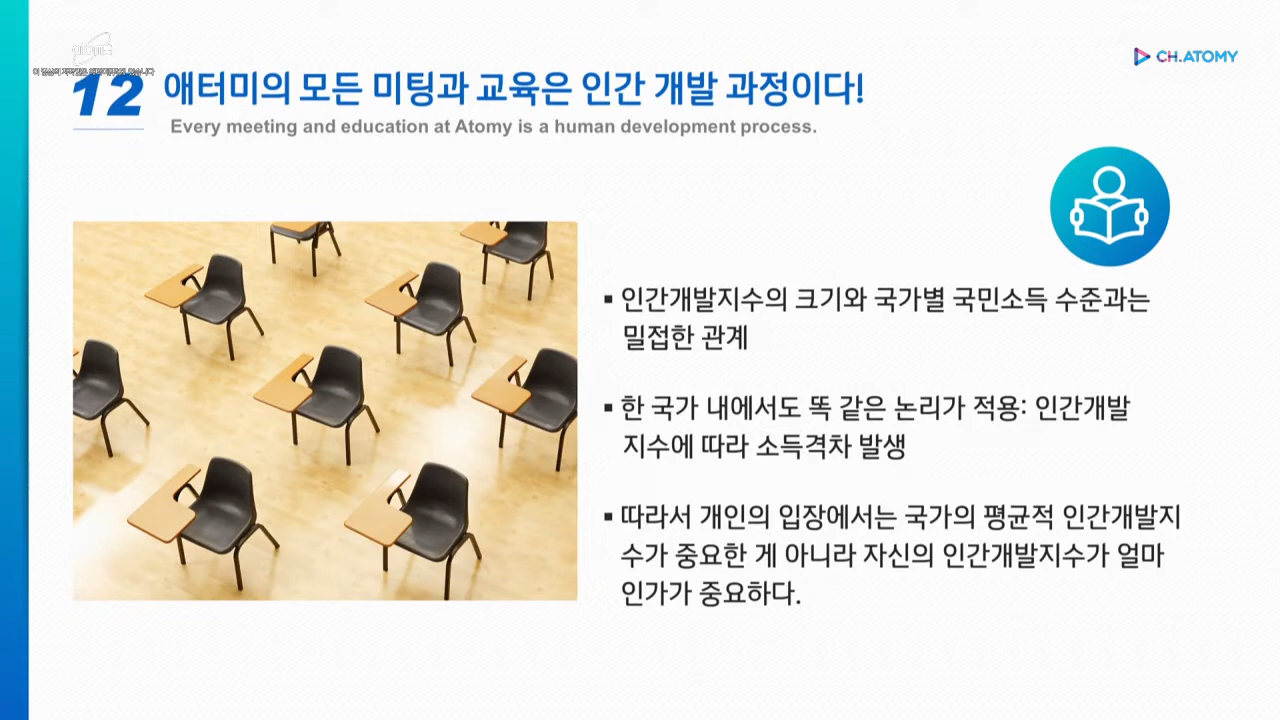 CH.ATOMY
12 애터미의 모든 미팅과 교육은 인간 개발 과정이다!
Every meeting and education at Atomy is a human development process.
▪ 인간개발지수의 크기와 국가별 국민소득 수준과는
밀접한 관계
▪ 한 국가 내에서도 똑 같은 논리가 적용: 인간개발
지수에 따라 소득격차 발생
▪ 따라서 개인의 입장에서는 국가의 평균적 인간개발지
수가 중요한 게 아니라 자신의 인간개발지수가 얼마
인가가 중요하다.